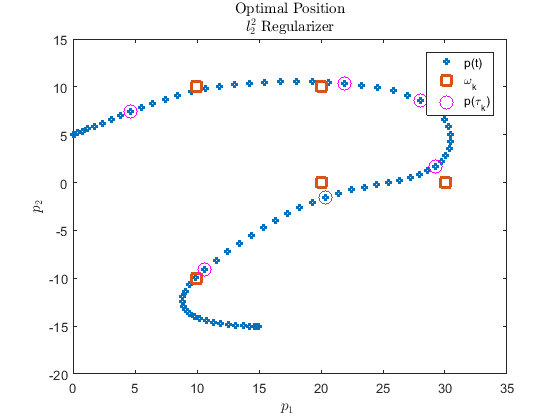 Optimal Position
l₂² Regularizer
15
10
5
0
-5
-10
-15
-20
0 5 10 15 20 25 30 35
p₂
p₁
p(t)
ωₖ
p(τₖ)